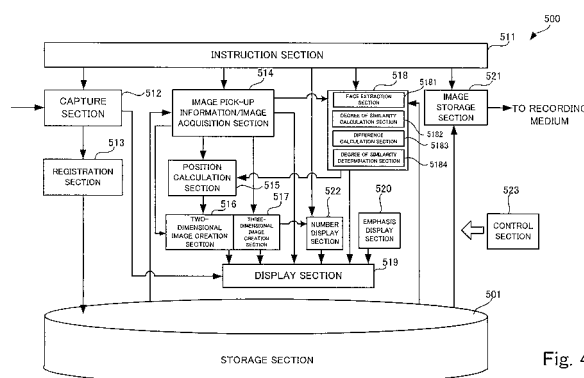 500
INSTRUCTION SECTION
511
CAPTURE
SECTION
512
IMAGE PICK-UP
INFORMATION/IMAGE
ACQUISITION SECTION
514
518
FACE EXTRACTION
SECTION
5181
DEGREE OF SIMILARITY
CALCULATION SECTION
5182
DIFFERENCE
CALCULATION SECTION
5183
DEGREE OF SIMILARITY
DETERMINATION SECTION
5184
521
IMAGE
STORAGE
SECTION
TO RECORDING
MEDIUM
513
REGISTRATION
SECTION
POSITION
CALCULATION
SECTION
515
516
TWO-
DIMENSIONAL
IMAGE CREATION
SECTION
517
THREE-
DIMENSIONAL
IMAGE CREATION
SECTION
522
NUMBER
DISPLAY
SECTION
520
EMPHASIS
DISPLAY
SECTION
523
CONTROL
SECTION
DISPLAY SECTION
519
501
STORAGE SECTION
Fig. 4